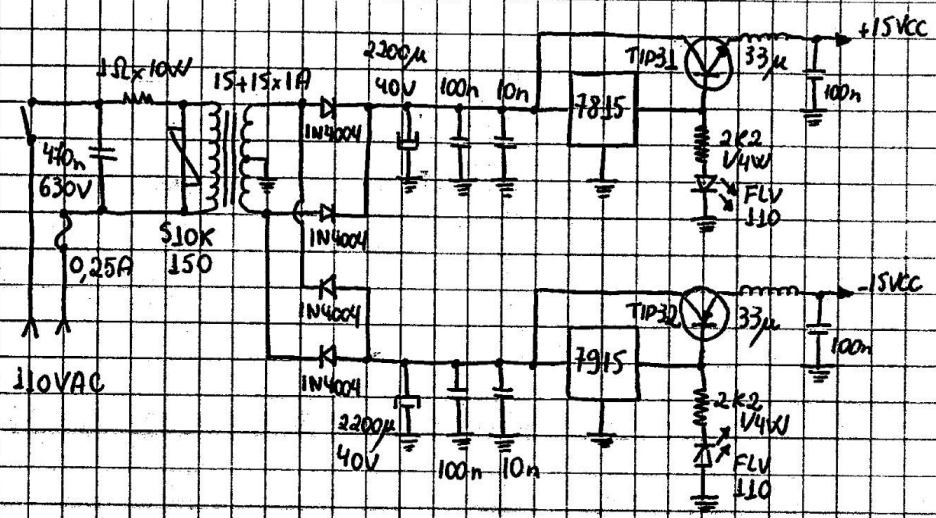 1Ω×10W
470n
630V
S10K
150
0,25A
110VAC
15+15×1A
1N4004
1N4004
1N4004
1N4004
2200µ
40V
100n
10n
7815
TIP31
33µ
+15VCC
100n
2K2
1/4W
FLV
110
2200µ
40V
100n
10n
7915
TIP32
33µ
-15VCC
100n
2K2
1/4W
FLV
110